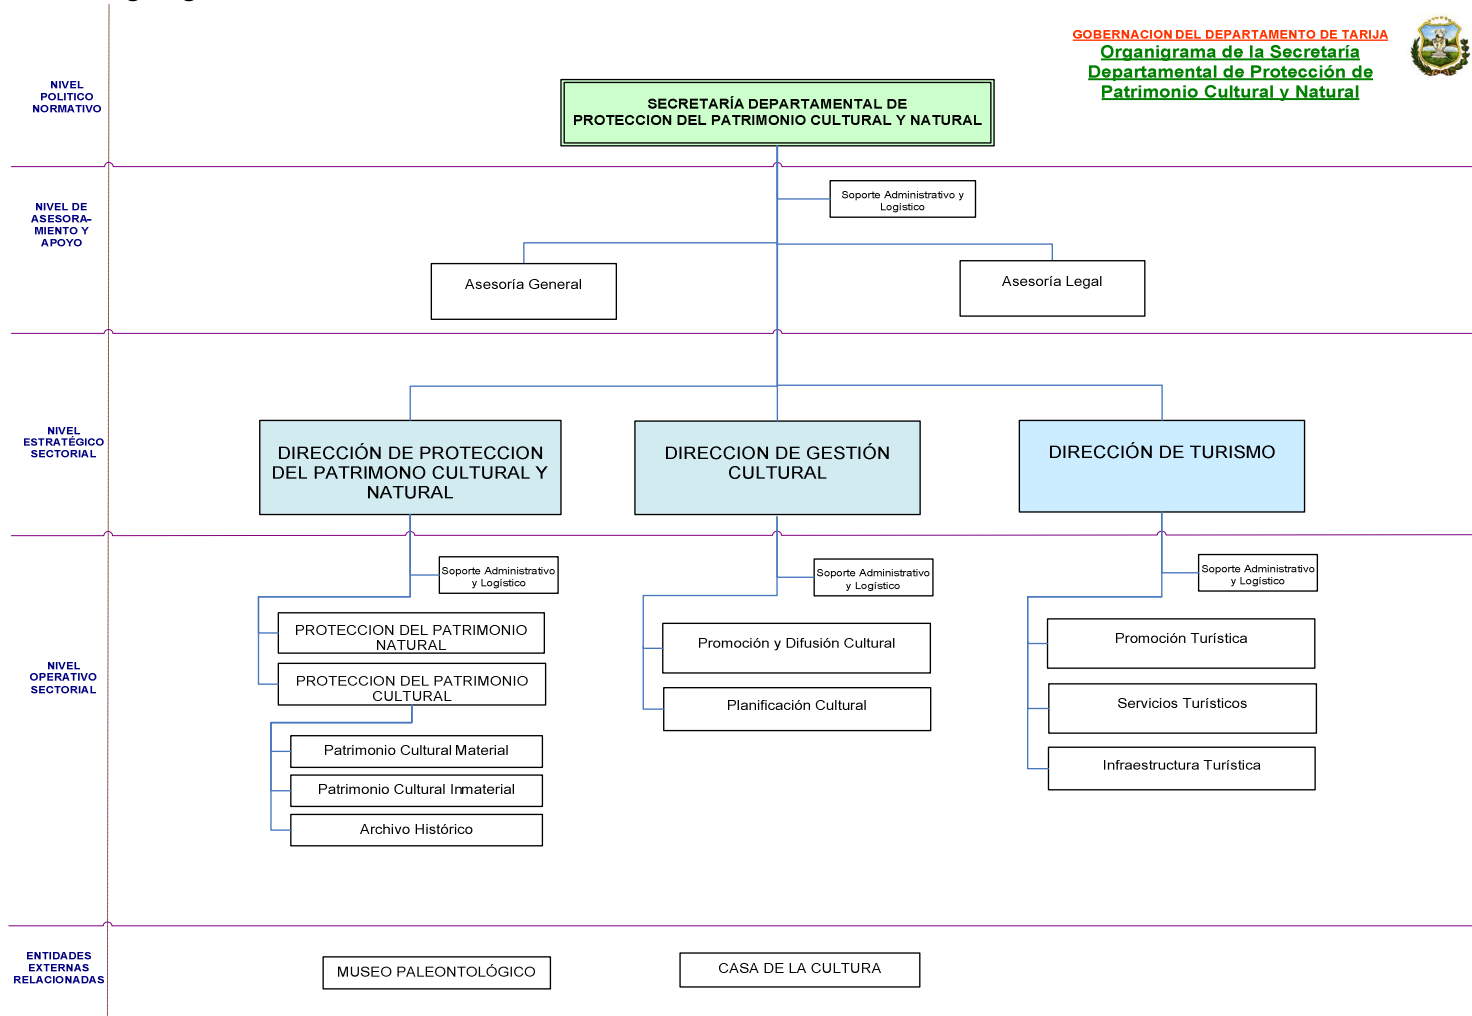 GOBERNACION DEL DEPARTAMENTO DE TARIJA
Organigrama de la Secretaría
Departamental de Protección de
Patrimonio Cultural y Natural
NIVEL
POLITICO
NORMATIVO
SECRETARÍA DEPARTAMENTAL DE
PROTECCION DEL PATRIMONIO CULTURAL Y NATURAL
NIVEL DE
ASESORA-
MIENTO Y
APOYO
Soporte Administrativo y
Logístico
Asesoría General
Asesoría Legal
NIVEL
ESTRATÉGICO
SECTORIAL
DIRECCIÓN DE PROTECCION
DEL PATRIMONO CULTURAL Y
NATURAL
DIRECCION DE GESTIÓN
CULTURAL
DIRECCIÓN DE TURISMO
NIVEL
OPERATIVO
SECTORIAL
Soporte Administrativo
y Logístico
PROTECCION DEL PATRIMONIO
NATURAL
PROTECCION DEL PATRIMONIO
CULTURAL
Patrimonio Cultural Material
Patrimonio Cultural Inmaterial
Archivo Histórico
Soporte Administrativo
y Logístico
Promoción y Difusión Cultural
Planificación Cultural
Soporte Administrativo
y Logístico
Promoción Turística
Servicios Turísticos
Infraestructura Turística
ENTIDADES
EXTERNAS
RELACIONADAS
MUSEO PALEONTOLÓGICO
CASA DE LA CULTURA